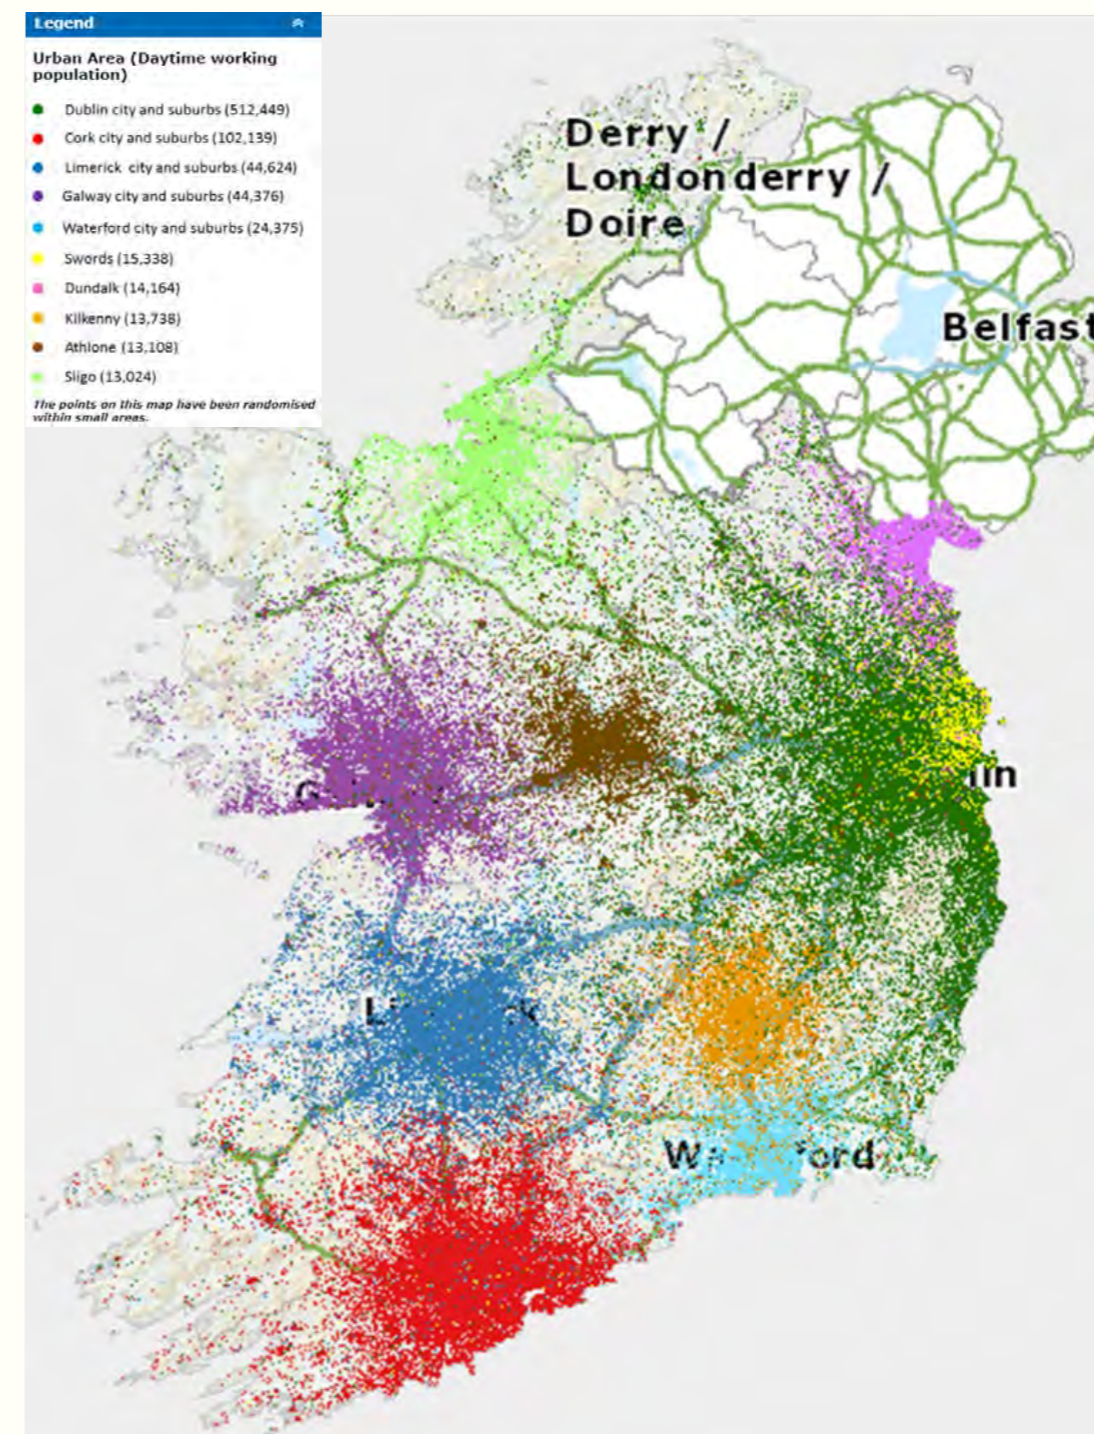 Legend
Urban Area (Daytime working
population)
Dublin city and suburbs (512,449)
Cork city and suburbs (102,139)
Limerick city and suburbs (44,624)
Galway city and suburbs (44,376)
Waterford city and suburbs (24,375)
Swords (15,338)
Dundalk (14,164)
Kilkenny (13,738)
Athlone (13,108)
Sligo (13,024)
The points on this map have been randomised
within small areas.
Derry /
Londonderry /
Doire
Belfast